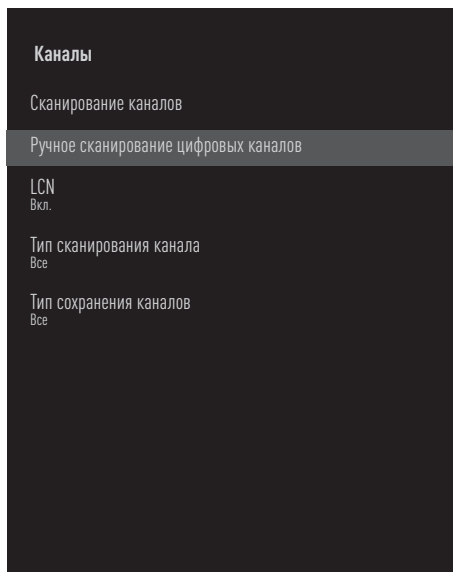 Каналы
Сканирование каналов
Ручное сканирование цифровых каналов
LCN
Вкл.
Тип сканирования канала
Все
Тип сохранения каналов
Все